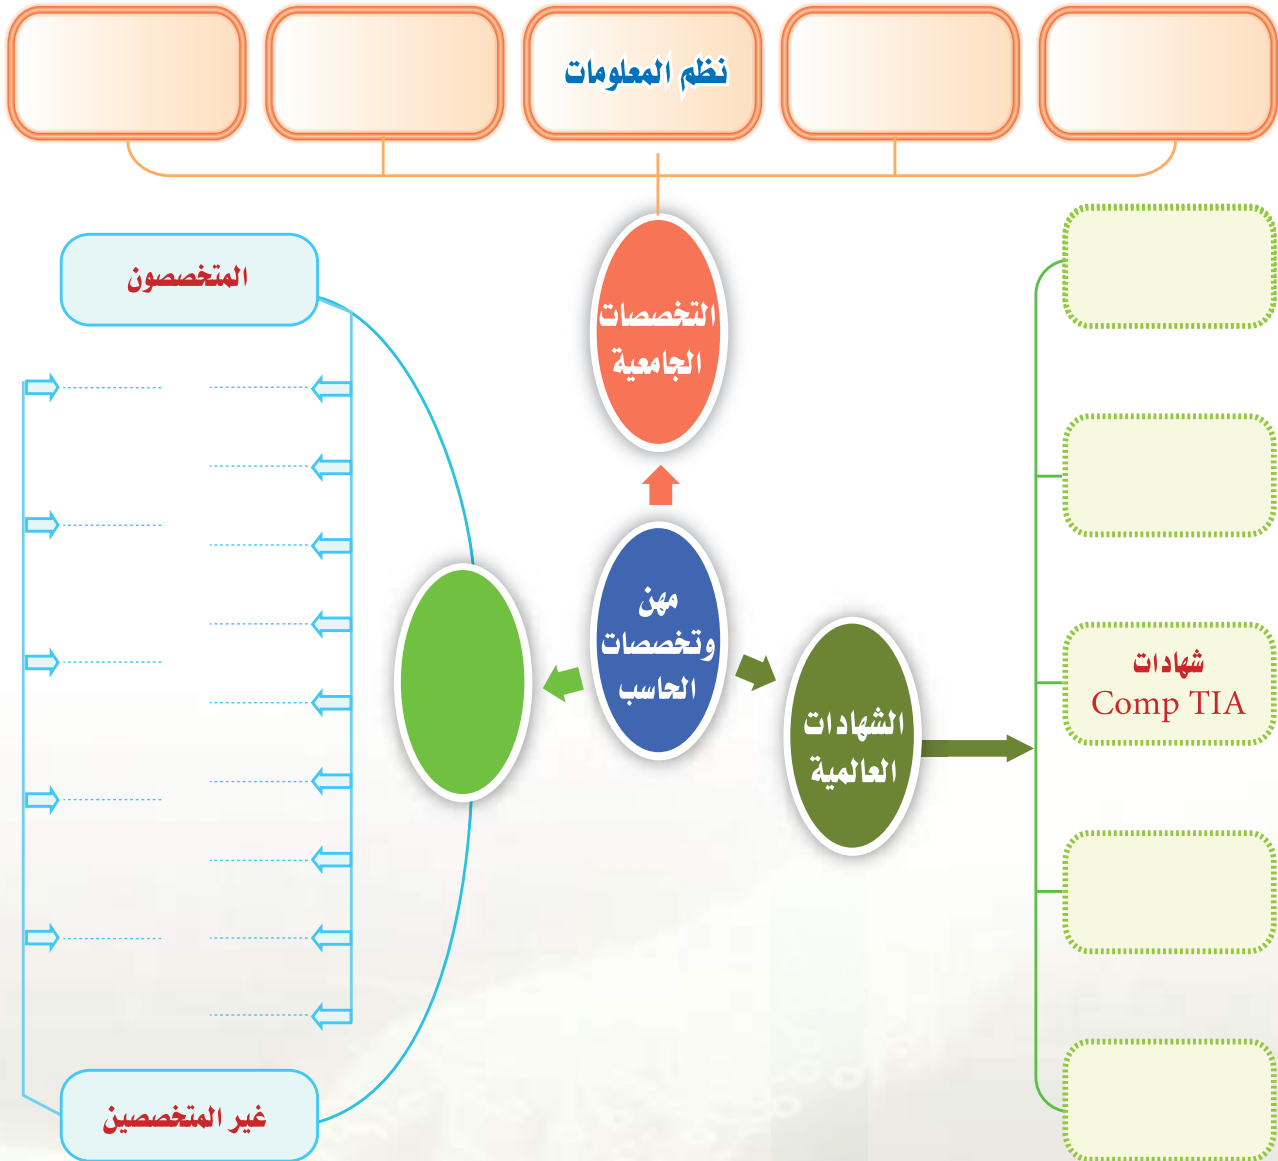 نظم المعلومات
التخصصات
الجامعية
المتخصصون
مهن
وتخصصات
الحاسب
شهادات
Comp TIA
الشهادات
العالمية
غير المتخصصين